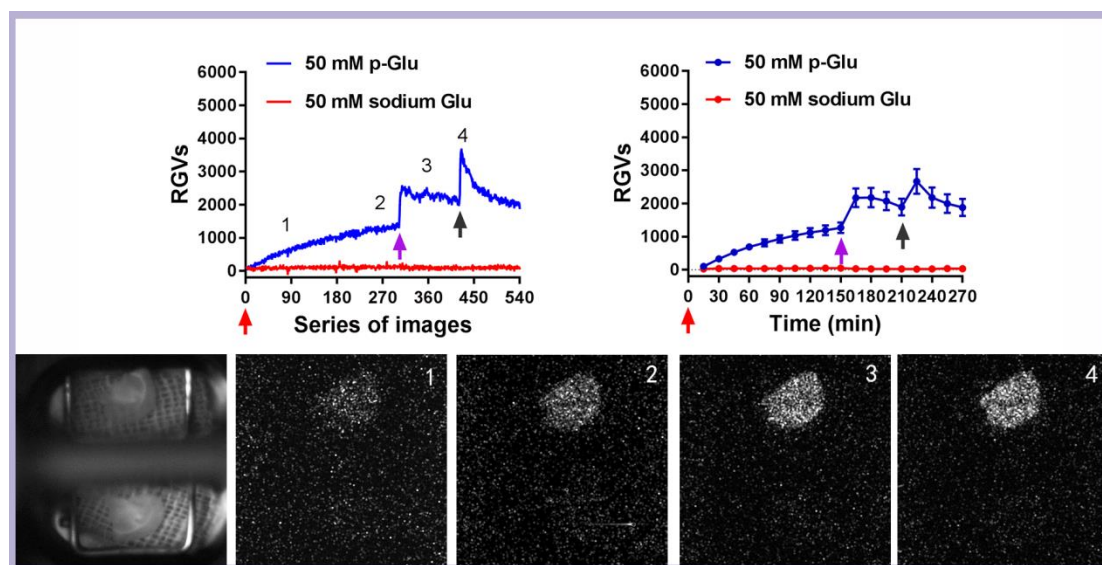 50 mM p-Glu
50 mM sodium Glu
RGVs
6000
5000
4000
3000
2000
1000
0
1
2
3
4
0 90 180 270 360 450 540
Series of images
50 mM p-Glu
50 mM sodium Glu
RGVs
6000
5000
4000
3000
2000
1000
0
0 30 60 90 120 150 180 210 240 270
Time (min)
1
2
3
4